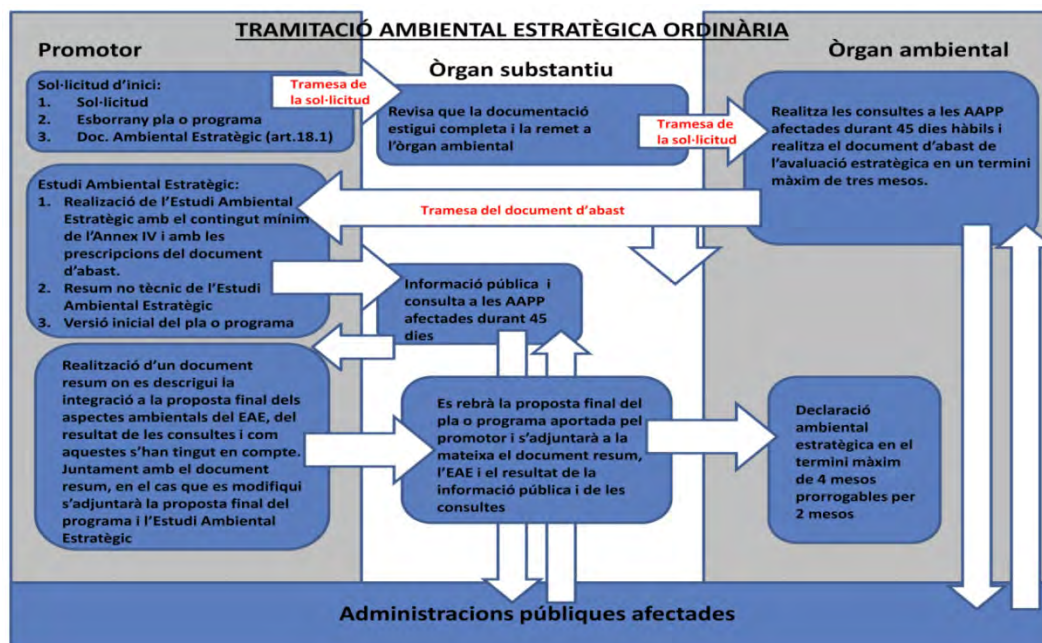 TRAMITACIÓ AMBIENTAL ESTRATÈGICA ORDINÀRIA
Promotor
Òrgan substantiu
Òrgan ambiental
Sol·licitud d'inici:
1. Sol·licitud
2. Esborrany pla o programa
3. Doc. Ambiental Estratègic (art.18.1)
Tramesa de
la sol·licitud
Revisa que la documentació
estigui completa i la remet a
l'òrgan ambiental
Tramesa de
la sol·licitud
Realitza les consultes a les AAPP
afectades durant 45 dies hàbils i
realitza el document d'abast de
l'avaluació estratègica en un termini
màxim de tres mesos.
Estudi Ambiental Estratègic:
1. Realización de l'Estudi Ambiental
Estratègic amb el contingut mínim
de l'Annex IV i amb les
prescripcions del document
d'abast.
2. Resum no tècnic de l'Estudi
Ambiental Estratègic
3. Versió inicial del pla o programa
Tramesa del document d'abast
Informació pública i
consulta a les AAPP
afectades durant 45
dies
Realització d'un document
resum on es descrigui la
integració a la proposta final dels
aspectes ambientals del EAE, del
resultat de les consultes i com
aquestes s'han tingut en compte.
Juntament amb el document
resum, en el cas que es modifiqui
s'adjuntarà la proposta final del
programa i l'Estudi Ambiental
Estratègic
Es rebrà la proposta final del
pla o programa aportada pel
promotor i s'adjuntarà a la
mateixa el document resum,
l'EAE i el resultat de la
informació pública i de les
consultes
Declaració
ambiental
estratègica en el
termini màxim
de 4 mesos
prorrogables per
2 mesos
Administracions públiques afectades